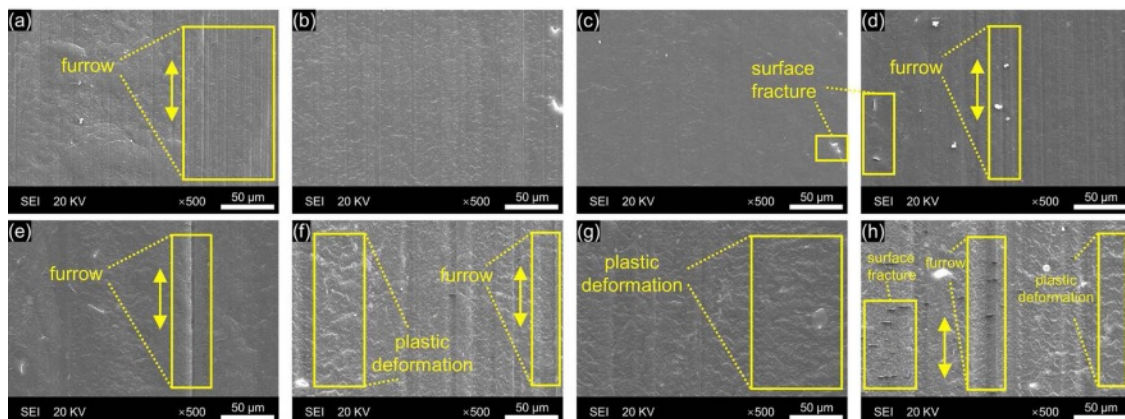 (a)
furrow
SEI 20 KV ×500 50 µm
(b)
SEI 20 KV ×500 50 µm
(c)
surface
fracture
SEI 20 KV ×500 50 µm
(d)
furrow
SEI 20 KV ×500 50 µm
(e)
furrow
SEI 20 KV ×500 50 µm
(f)
furrow
plastic
deformation
SEI 20 KV ×500 50 µm
(g)
plastic
deformation
SEI 20 KV ×500 50 µm
(h)
surface
fracture
furrow
plastic
deformation
SEI 20 KV ×500 50 µm